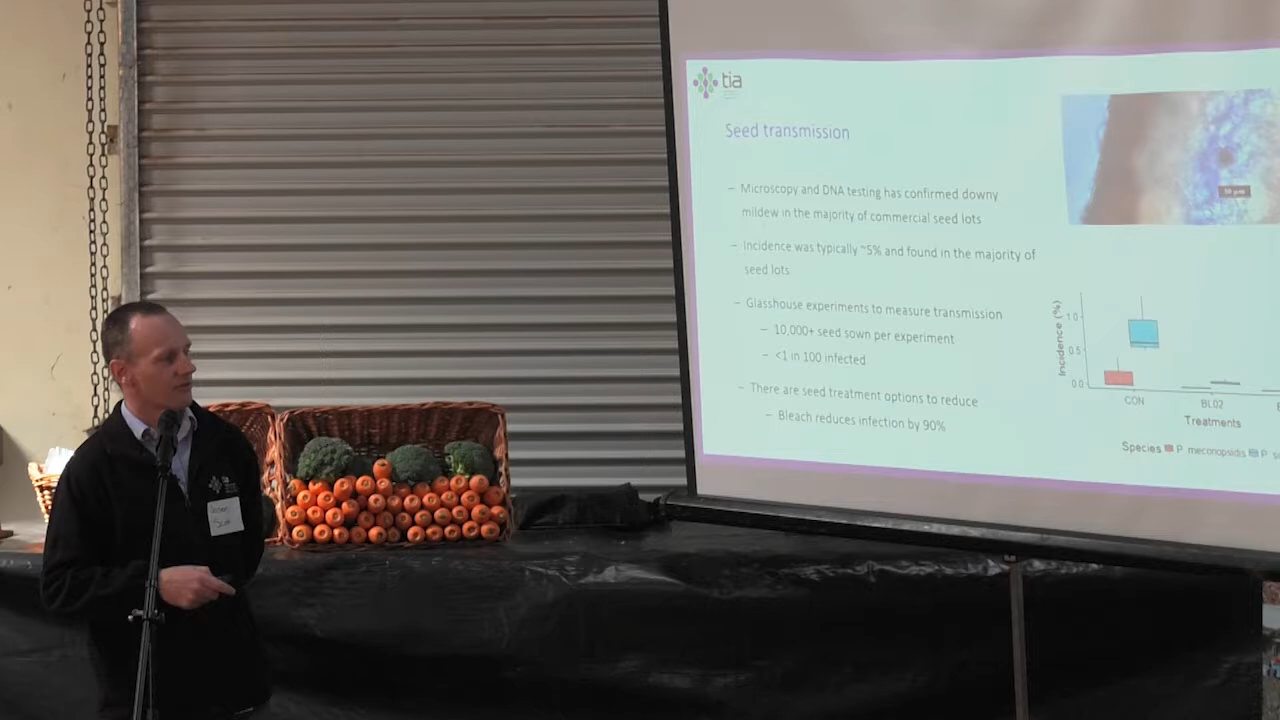 tia
Seed transmission
– Microscopy and DNA testing has confirmed downy
mildew in the majority of commercial seed lots
– Incidence was typically ~5% and found in the majority of
seed lots
– Glasshouse experiments to measure transmission
– 10,000+ seed sown per experiment
– <1 in 100 infected
– There are seed treatment options to reduce
– Bleach reduces infection by 90%
Incidence (%)
1.0
0.5
0.0
CON
BL02
Treatments
Species P meconopsidis P